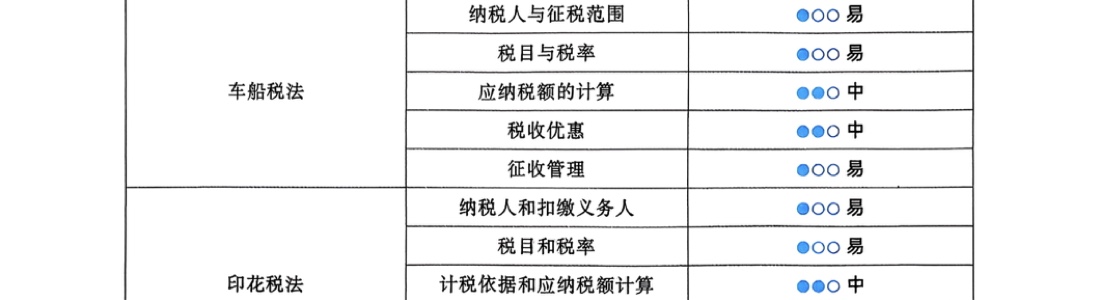 纳税人与征税范围 ●○○ 易
税目与税率 ●○○ 易
车船税法 应纳税额的计算 ●●○ 中
税收优惠 ●●○ 中
征收管理 ●○○ 易
纳税人和扣缴义务人 ●○○ 易
税目和税率 ●○○ 易
印花税法 计税依据和应纳税额计算 ●●○ 中